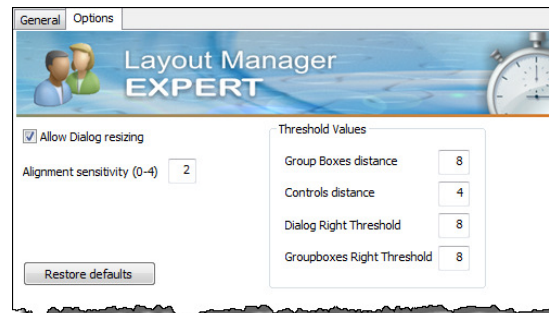 General Options
Layout Manager
EXPERT
Allow Dialog resizing
Alignment sensitivity (0-4) 2
Restore defaults
Threshold Values
Group Boxes distance 8
Controls distance 4
Dialog Right Threshold 8
Groupboxes Right Threshold 8